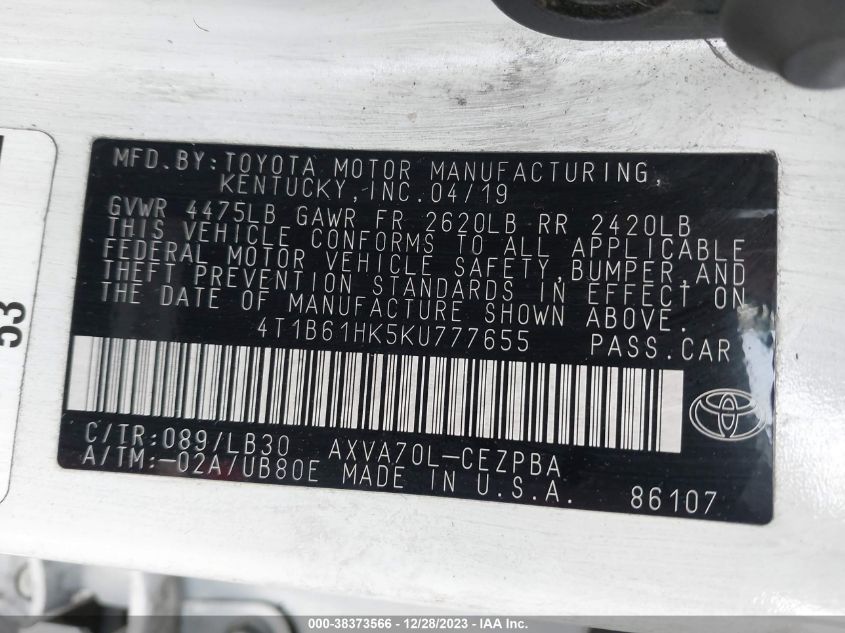 MFD.BY:TOYOTA MOTOR MANUFACTURING,
KENTUCKY,INC.04/19
GVWR 4475LB GAWR FR 2620LB RR 2420LB
THIS VEHICLE CONFORMS TO ALL APPLICABLE
FEDERAL MOTOR VEHICLE SAFETY,BUMPER,AND
THEFT PREVENTION STANDARDS IN EFFECT ON
THE DATE OF MANUFACTURE SHOWN ABOVE.
4T1B61HK5KU777655 PASS.CAR
C/TR:089/LB30 AXVA70L-CEZPBA
A/TM:-02A/UB80E MADE IN U.S.A. 86107
53
000-38373566 - 12/28/2023 - IAA Inc.